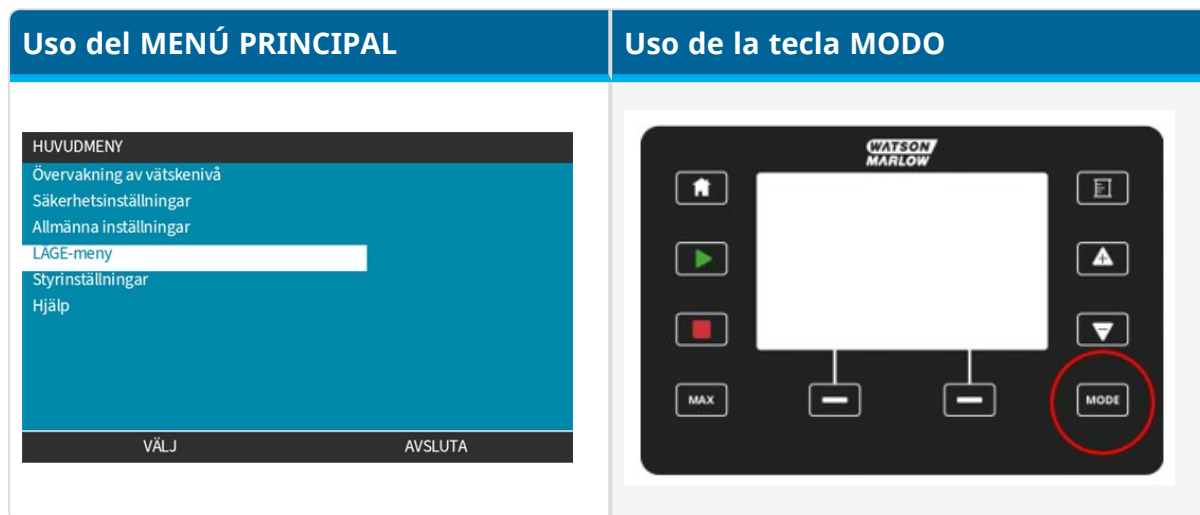 Uso del MENÚ PRINCIPAL
Uso de la tecla MODO
HUVUDMENY
Övervakning av vätskenivå
Säkerhetsinställningar
Allmänna inställningar
LÄGE-meny
Styrinställningar
Hjälp
VÄLJ
AVSLUTA
WATSON
MARLOW
MAX
MODE